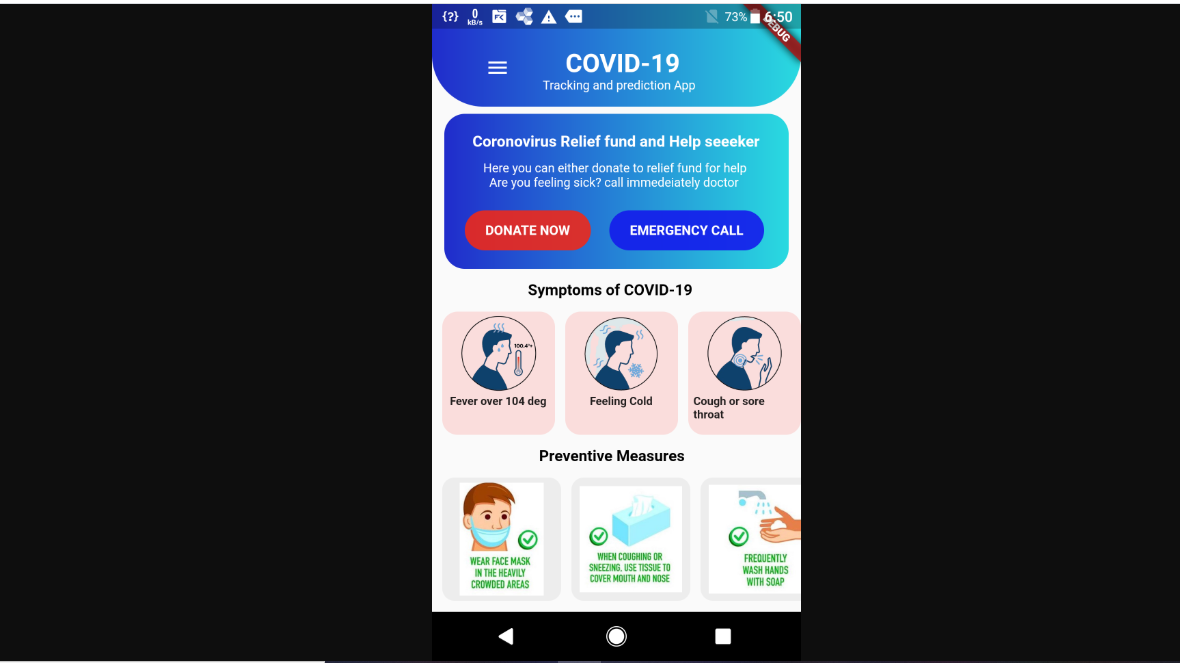 {?} 0 kB/s 73% 6:50
DEBUG
COVID-19
Tracking and prediction App
Coronovirus Relief fund and Help seeeker
Here you can either donate to relief fund for help
Are you feeling sick? call immedeiately doctor
DONATE NOW EMERGENCY CALL
Symptoms of COVID-19
100.4°F
Fever over 104 deg
Feeling Cold
Cough or sore
throat
Preventive Measures
WEAR FACE MASK
IN THE HEAVILY
CROWDED AREAS
WHEN COUGHING OR
SNEEZING, USE TISSUE TO
COVER MOUTH AND NOSE
FREQUENTLY
WASH HANDS
WITH SOAP